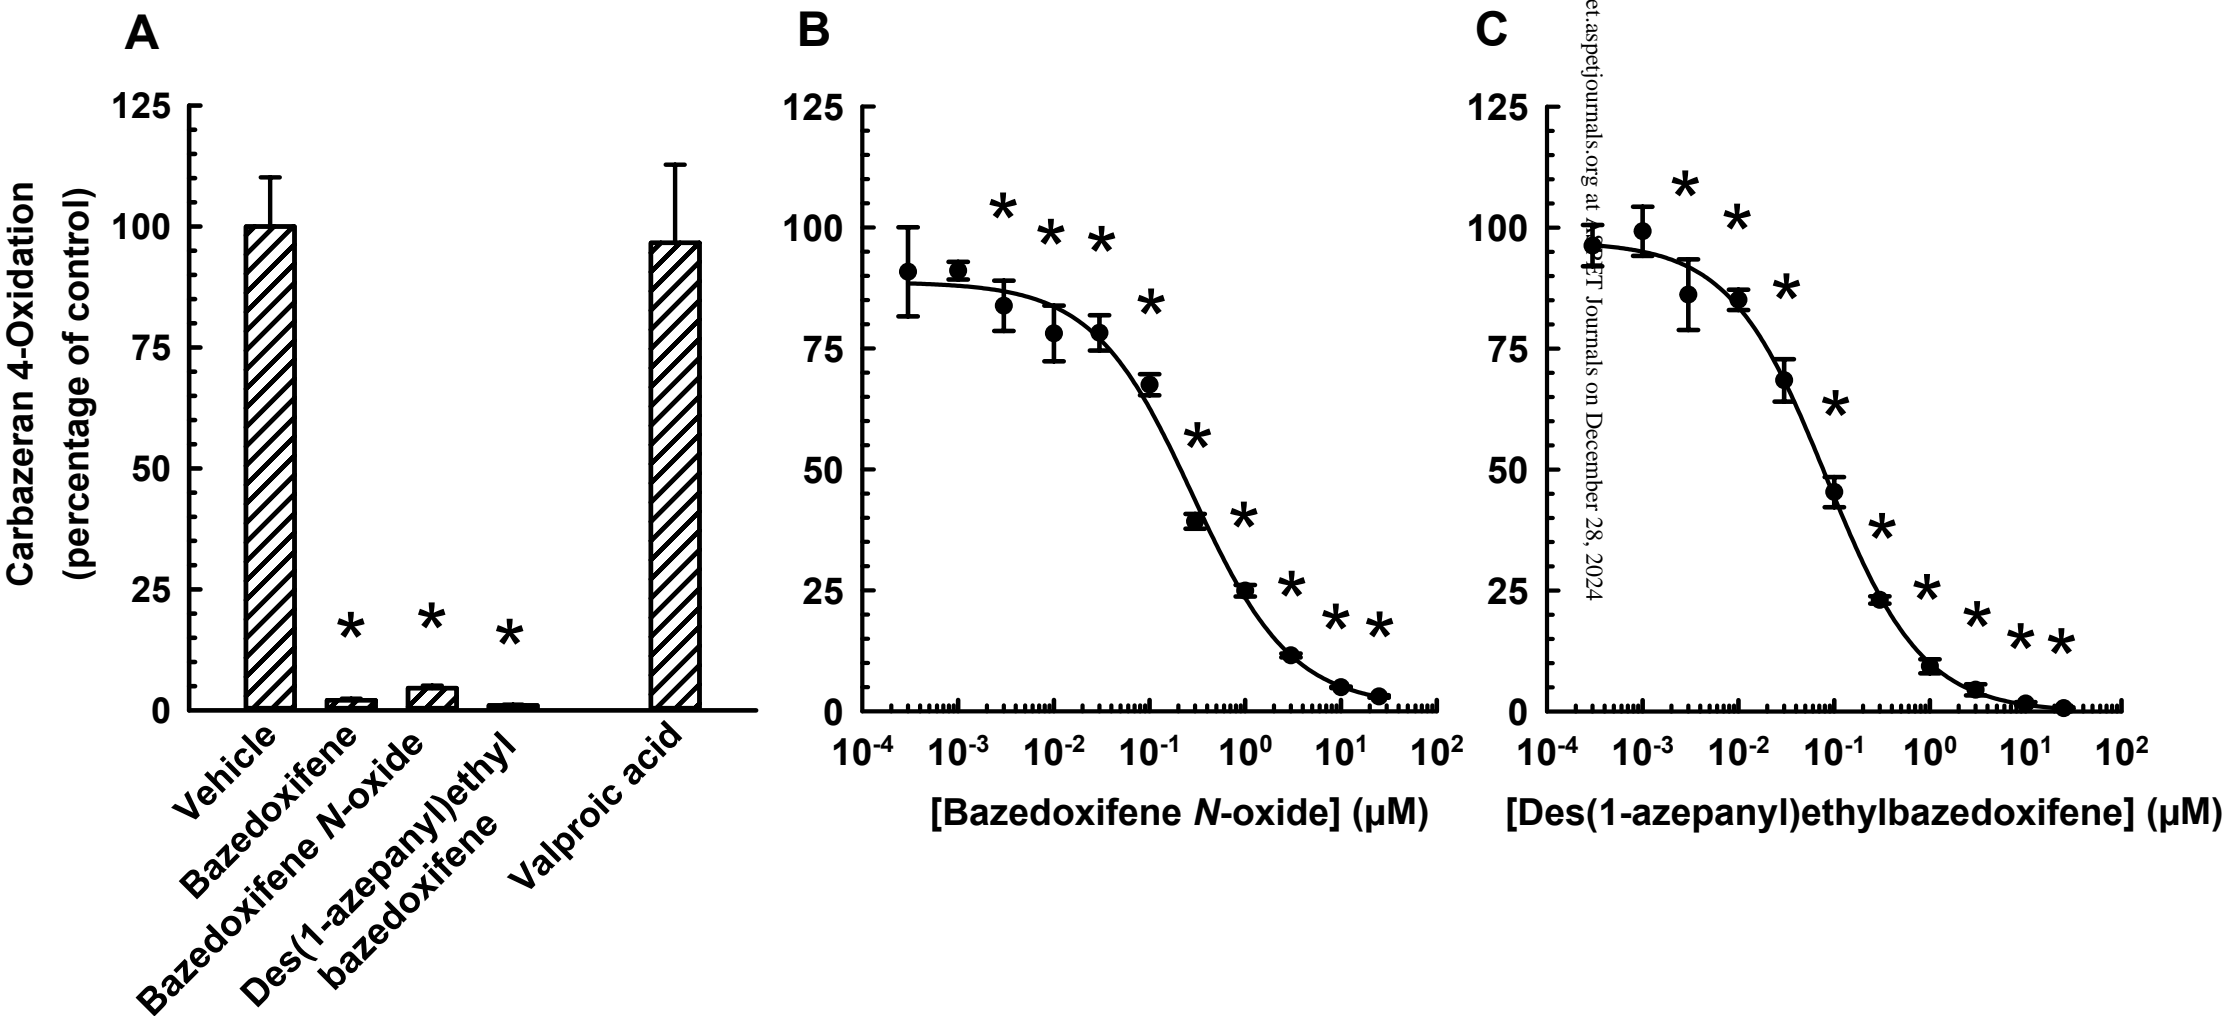 A
B
C
Carbazeran 4-Oxidation
(percentage of control)
125
100
75
50
25
0
*
*
*
Vehicle
Bazedoxifene
Bazedoxifene N-oxide
Des(1-azepanyl)ethyl
bazedoxifene
Valproic acid
125
100
75
50
25
0
*
*
*
*
*
*
*
*
*
10⁻⁴ 10⁻³ 10⁻² 10⁻¹ 10⁰ 10¹ 10²
[Bazedoxifene N-oxide] (µM)
125
100
75
50
25
0
*
*
*
*
*
*
*
*
*
10⁻⁴ 10⁻³ 10⁻² 10⁻¹ 10⁰ 10¹ 10²
[Des(1-azepanyl)ethylbazedoxifene] (µM)
et.aspetjournals.org at ASPET Journals on December 28, 2024